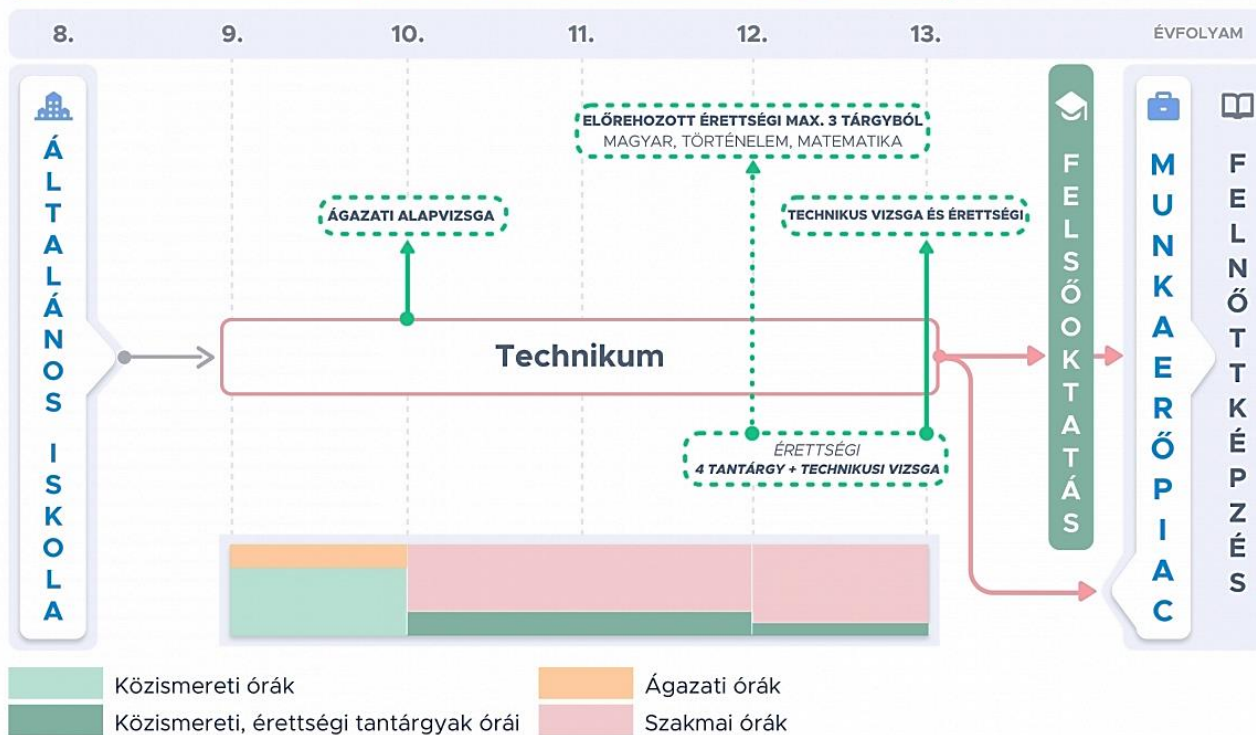 8. 9. 10. 11. 12. 13. ÉVFOLYAM
ÁLTALÁNOS ISKOLA
ELŐREHOZOTT ÉRETTSÉGI MAX. 3 TÁRGYBÓL
MAGYAR, TÖRTÉNELEM, MATEMATIKA
ÁGAZATI ALAPVIZSGA
TECHNIKUS VIZSGA ÉS ÉRETTSÉGI
Technikum
ÉRETTSÉGI
4 TANTÁRGY + TECHNIKUSI VIZSGA
FELSŐOKTATÁS
MUNKAERŐPIAC
FELNŐTTKÉPZÉS
Közismereti órák
Ágazati órák
Közismereti, érettségi tantárgyak órái
Szakmai órák